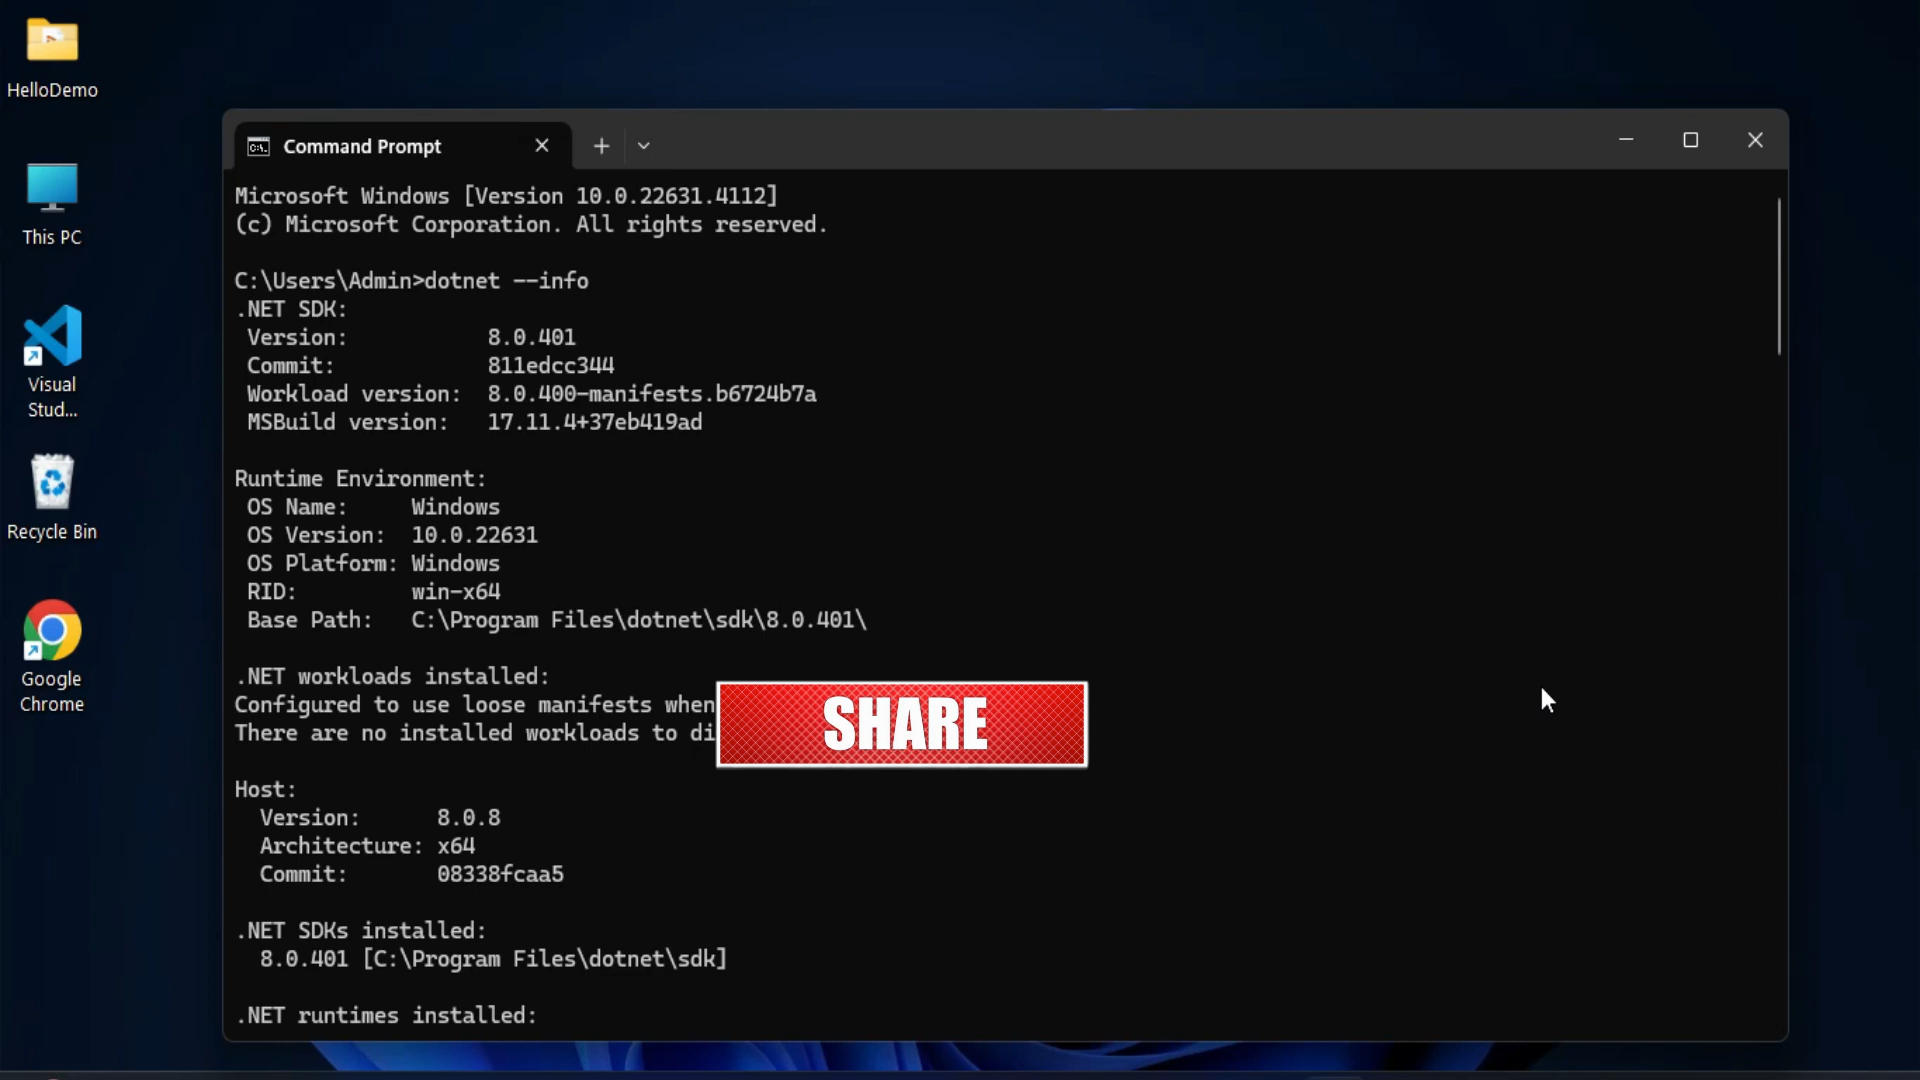 HelloDemo
This PC
Visual
Stud...
Recycle Bin
Google
Chrome
Command Prompt
Microsoft Windows [Version 10.0.22631.4112]
(c) Microsoft Corporation. All rights reserved.
C:\Users\Admin>dotnet --info
.NET SDK:
Version: 8.0.401
Commit: 811edcc344
Workload version: 8.0.400-manifests.b6724b7a
MSBuild version: 17.11.4+37eb419ad
Runtime Environment:
OS Name: Windows
OS Version: 10.0.22631
OS Platform: Windows
RID: win-x64
Base Path: C:\Program Files\dotnet\sdk\8.0.401\
.NET workloads installed:
Configured to use loose manifests when
There are no installed workloads to di
SHARE
Host:
Version: 8.0.8
Architecture: x64
Commit: 08338fcaa5
.NET SDKs installed:
8.0.401 [C:\Program Files\dotnet\sdk]
.NET runtimes installed: